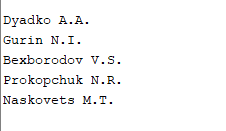 Dyadko A.A.
Gurin N.I.
Bexborodov V.S.
Prokopchuk N.R.
Naskovets M.T.